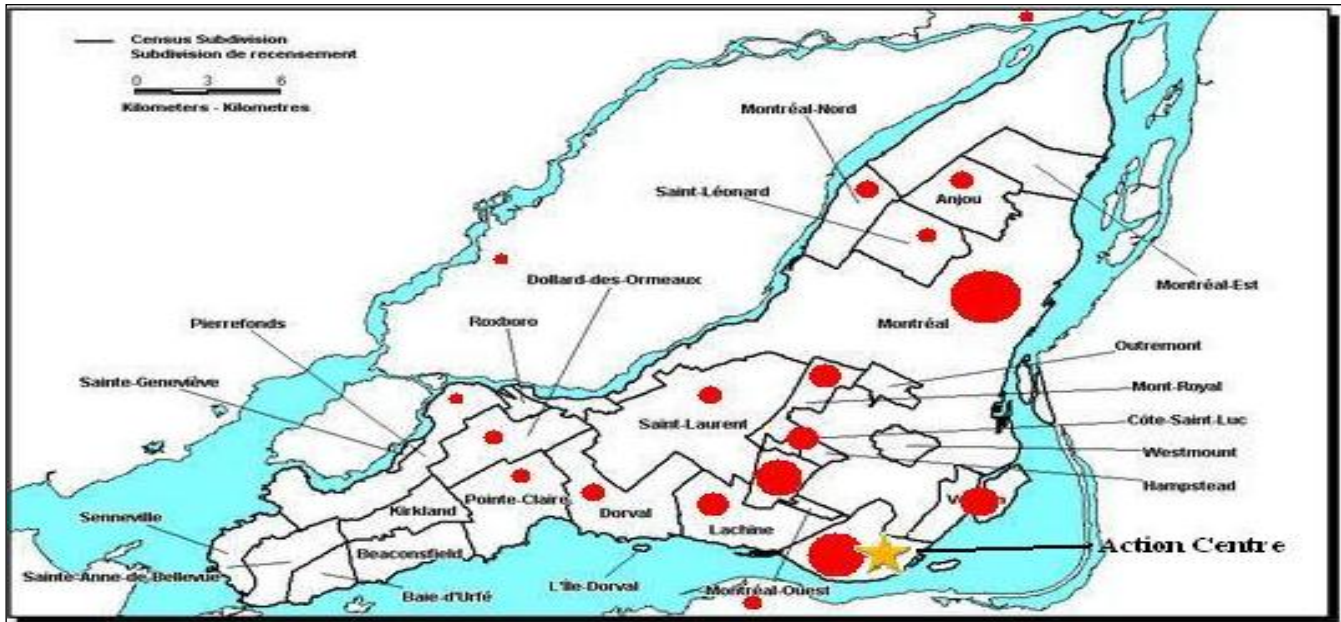 Census Subdivision
Subdivision de recensement
0 3 6
Kilometers - Kilometres
Montréal-Nord
Saint-Léonard
Anjou
Dollard-des-Ormeaux
Montréal-Est
Roxboro
Pierrefonds
Montréal
Outremont
Sainte-Geneviève
Mont-Royal
Saint-Laurent
Côte-Saint-Luc
Westmount
Hampstead
Pointe-Claire
Kirkland
Dorval
Senneville
Lachine
Beaconsfield
Action Centre
Sainte-Anne-de-Bellevue
L'Île-Dorval
Montréal-Ouest
Baie-d'Urfé